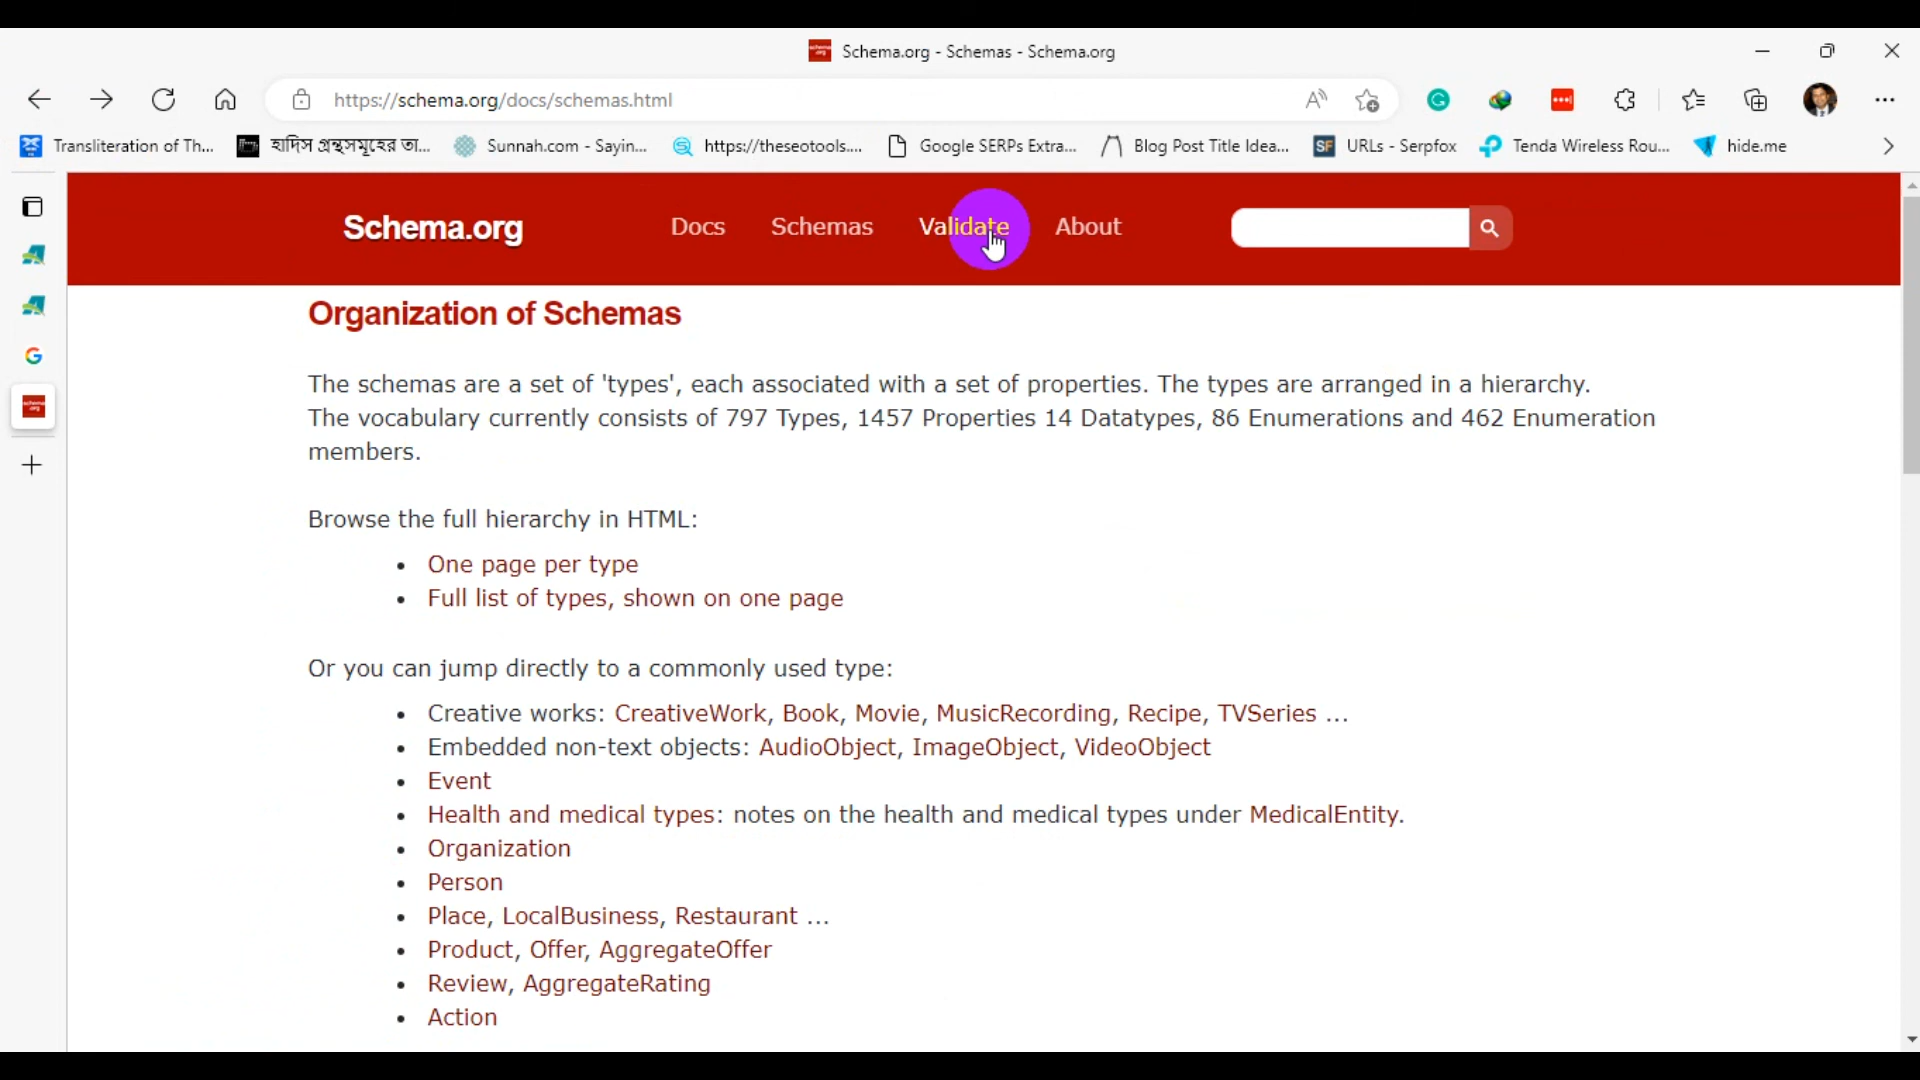 Schema.org - Schemas - Schema.org
https://schema.org/docs/schemas.html
Transliteration of Th... হাদিস গ্রন্থসমূহের তা... Sunnah.com - Sayin... https://theseotools.... Google SERPs Extra... Blog Post Title Idea... SF URLs - Serpfox Tenda Wireless Rou... hide.me
Schema.org Docs Schemas Validate About
Organization of Schemas
The schemas are a set of 'types', each associated with a set of properties. The types are arranged in a hierarchy.
The vocabulary currently consists of 797 Types, 1457 Properties 14 Datatypes, 86 Enumerations and 462 Enumeration
members.
Browse the full hierarchy in HTML:
• One page per type
• Full list of types, shown on one page
Or you can jump directly to a commonly used type:
• Creative works: CreativeWork, Book, Movie, MusicRecording, Recipe, TVSeries ...
• Embedded non-text objects: AudioObject, ImageObject, VideoObject
• Event
• Health and medical types: notes on the health and medical types under MedicalEntity.
• Organization
• Person
• Place, LocalBusiness, Restaurant ...
• Product, Offer, AggregateOffer
• Review, AggregateRating
• Action